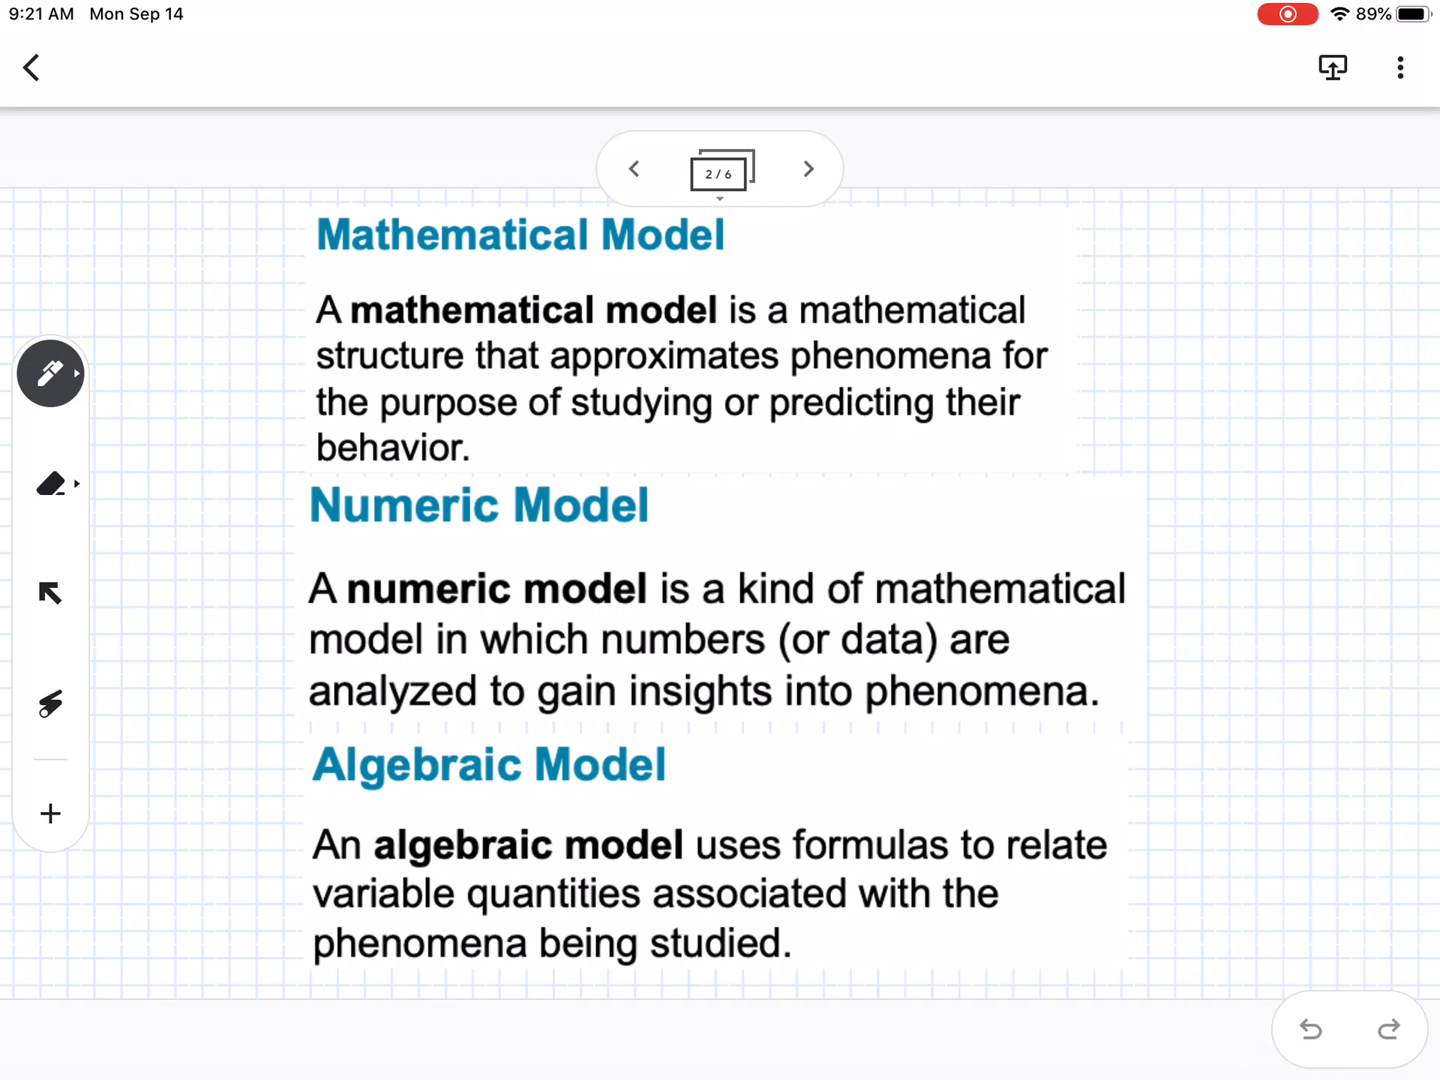 9:21 AM Mon Sep 14
89%
2 / 6
Mathematical Model
A mathematical model is a mathematical
structure that approximates phenomena for
the purpose of studying or predicting their
behavior.
Numeric Model
A numeric model is a kind of mathematical
model in which numbers (or data) are
analyzed to gain insights into phenomena.
Algebraic Model
An algebraic model uses formulas to relate
variable quantities associated with the
phenomena being studied.